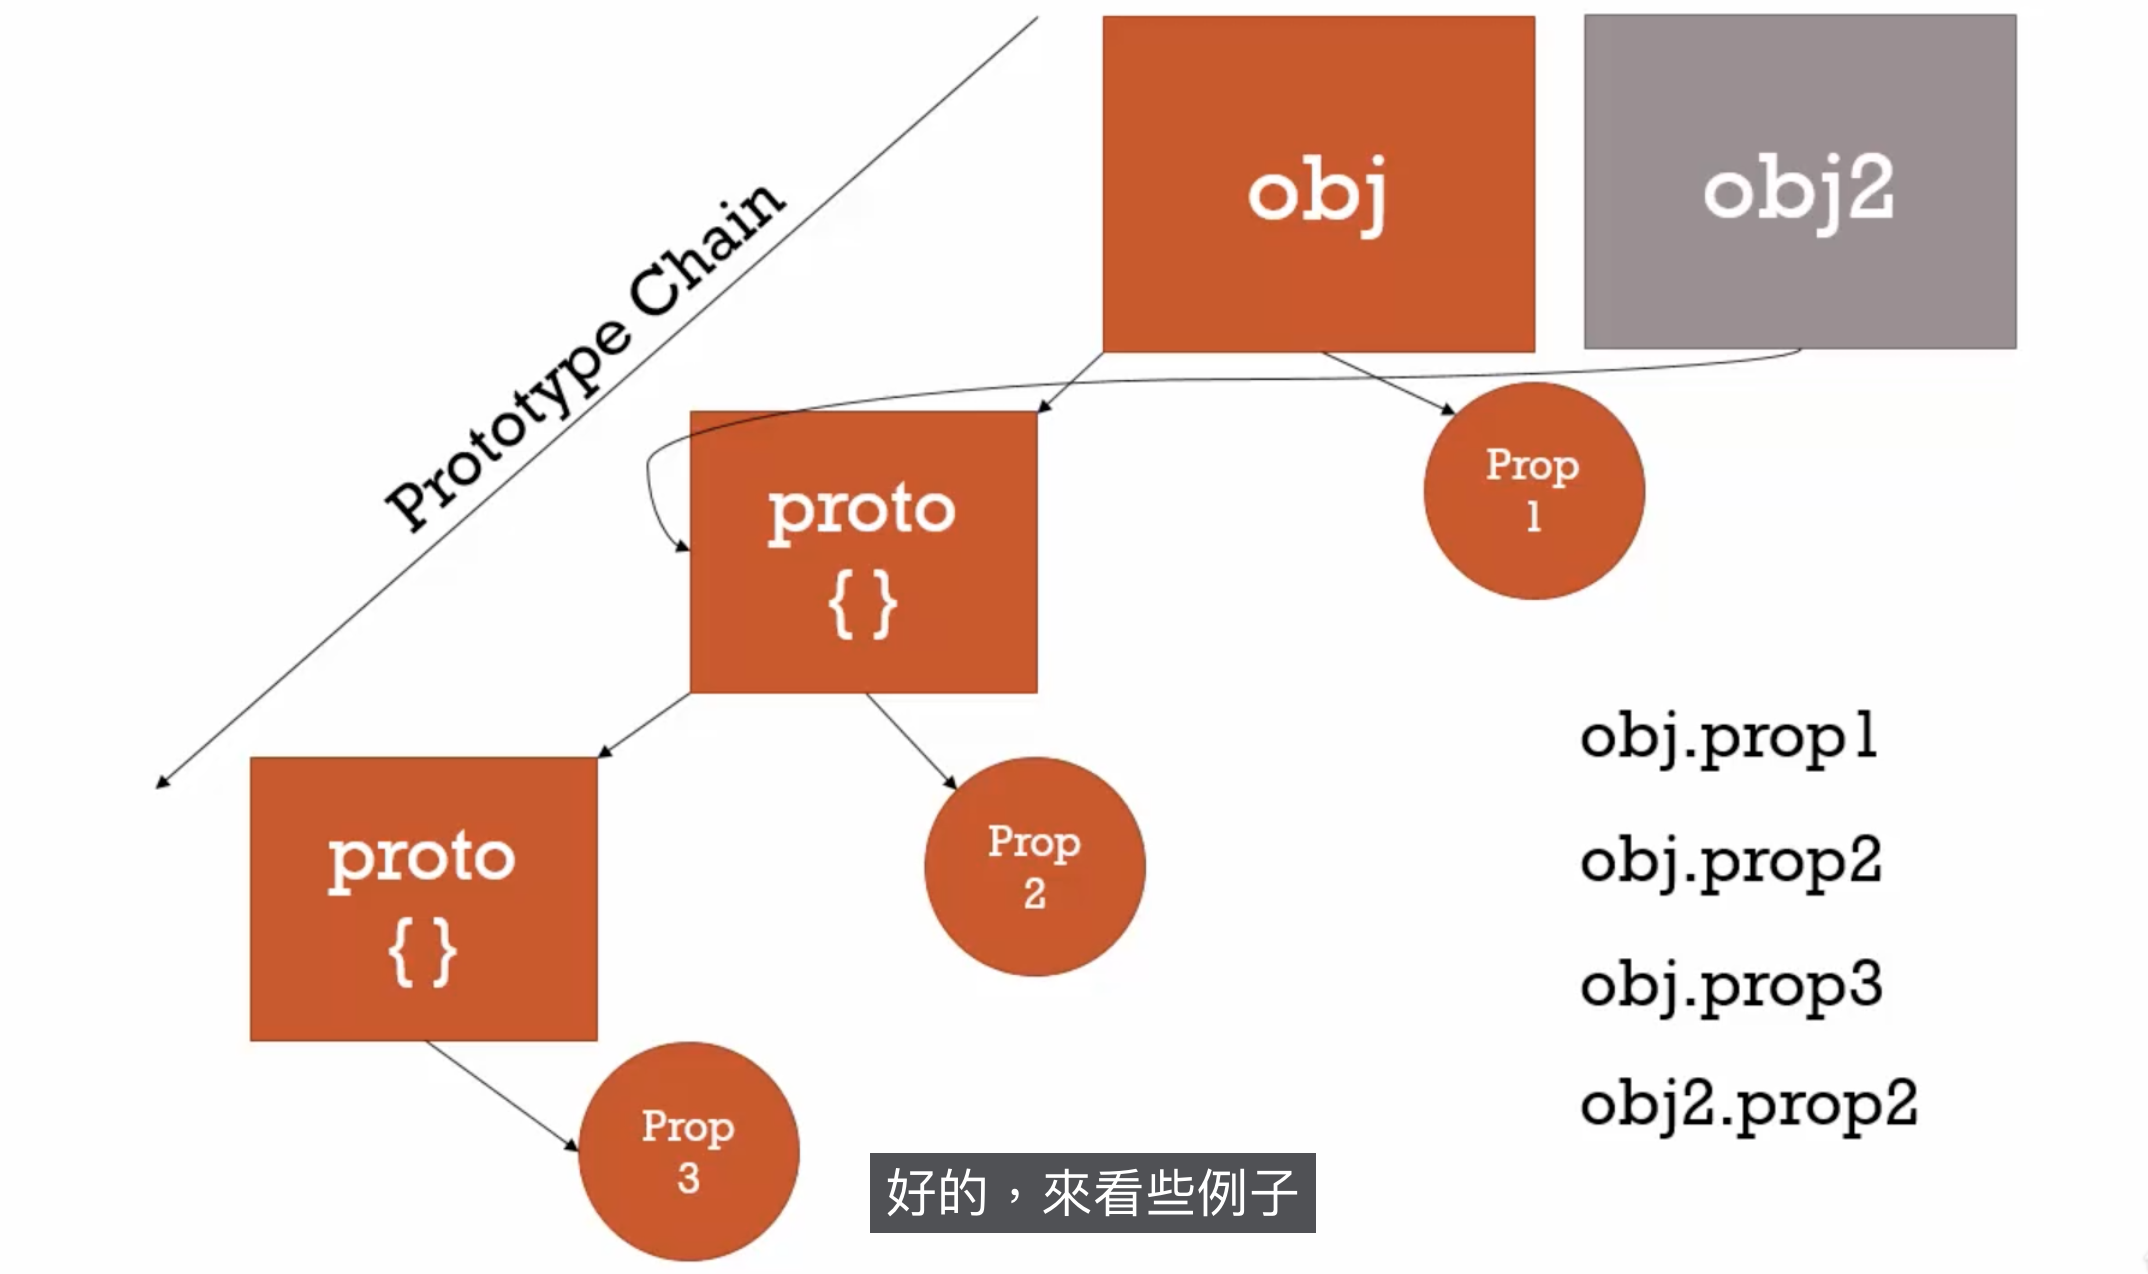 obj
obj2
Prototype Chain
proto
{ }
Prop
1
proto
{ }
Prop
2
Prop
3
obj.prop1
obj.prop2
obj.prop3
obj2.prop2
好的，來看些例子